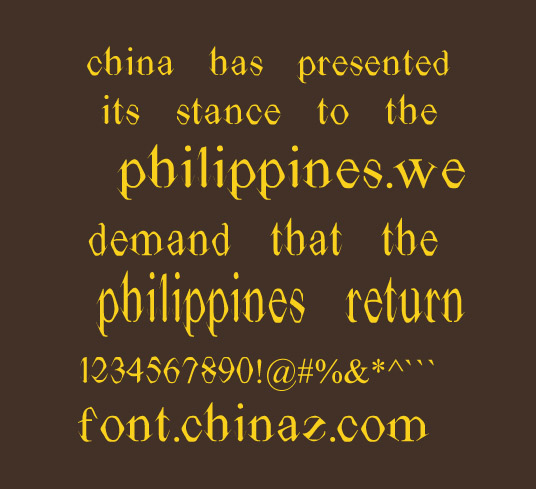 china has presented
its stance to the
philippines.we
demand that the
philippines return
1234567890!@#%&*^```
font.chinaz.com